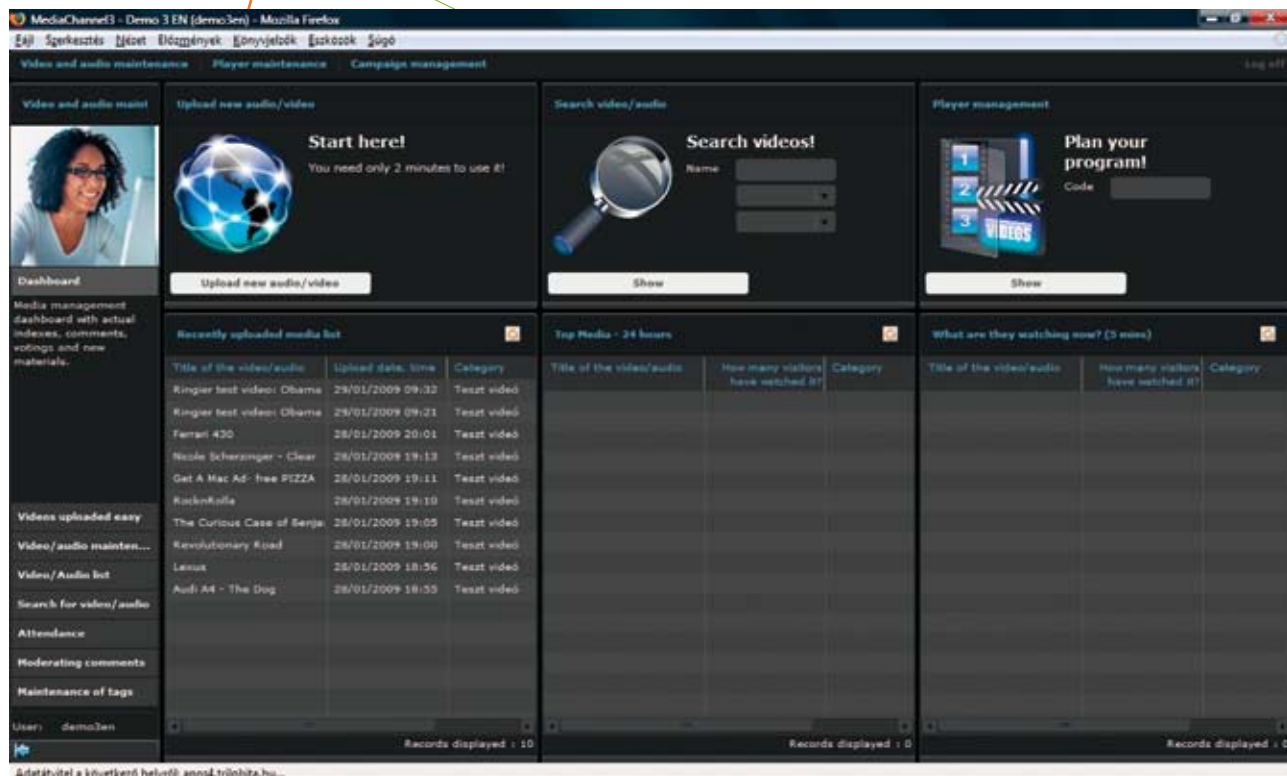 MediaChannel3 - Demo 3 EN (demo3en) - Mozilla Firefox
Fájl Szerkesztés Nézet Előzmények Könyvjelzők Eszközök Súgó
Video and audio maintenance Player maintenance Campaign management Log off
Video and audio maint
Dashboard
Media management
dashboard with actual
indexes, comments,
votings and new
materials.
Videos uploaded easy
Video/audio mainten...
Video/Audio list
Search for video/audio
Attendance
Moderating comments
Maintenance of tags
User: demo3en
Upload new audio/video
Start here!
You need only 2 minutes to use it!
Upload new audio/video
Search video/audio
Search videos!
Name
Show
Player management
1
2
3
VIDEOS
Plan your
program!
Code
Show
Recently uploaded media list
Title of the video/audio Upload date, time Category
Ringier test video: Obama 29/01/2009 09:32 Teszt videó
Ringier test video: Obama 29/01/2009 09:21 Teszt videó
Ferrari 430 28/01/2009 20:01 Teszt videó
Nicole Scherzinger - Clear 28/01/2009 19:13 Teszt videó
Get A Mac Ad- free PIZZA 28/01/2009 19:11 Teszt videó
RocknRolla 28/01/2009 19:10 Teszt videó
The Curious Case of Benja 28/01/2009 19:05 Teszt videó
Revolutionary Road 28/01/2009 19:00 Teszt videó
Lexus 28/01/2009 18:56 Teszt videó
Audi A4 - The Dog 28/01/2009 18:55 Teszt videó
Records displayed : 10
Top Media - 24 hours
Title of the video/audio How many visitors Category
have watched it?
Records displayed : 0
What are they watching now? (5 mins)
Title of the video/audio How many visitors Category
have watched it?
Records displayed : 0
Adatátvitel a következő helyről: